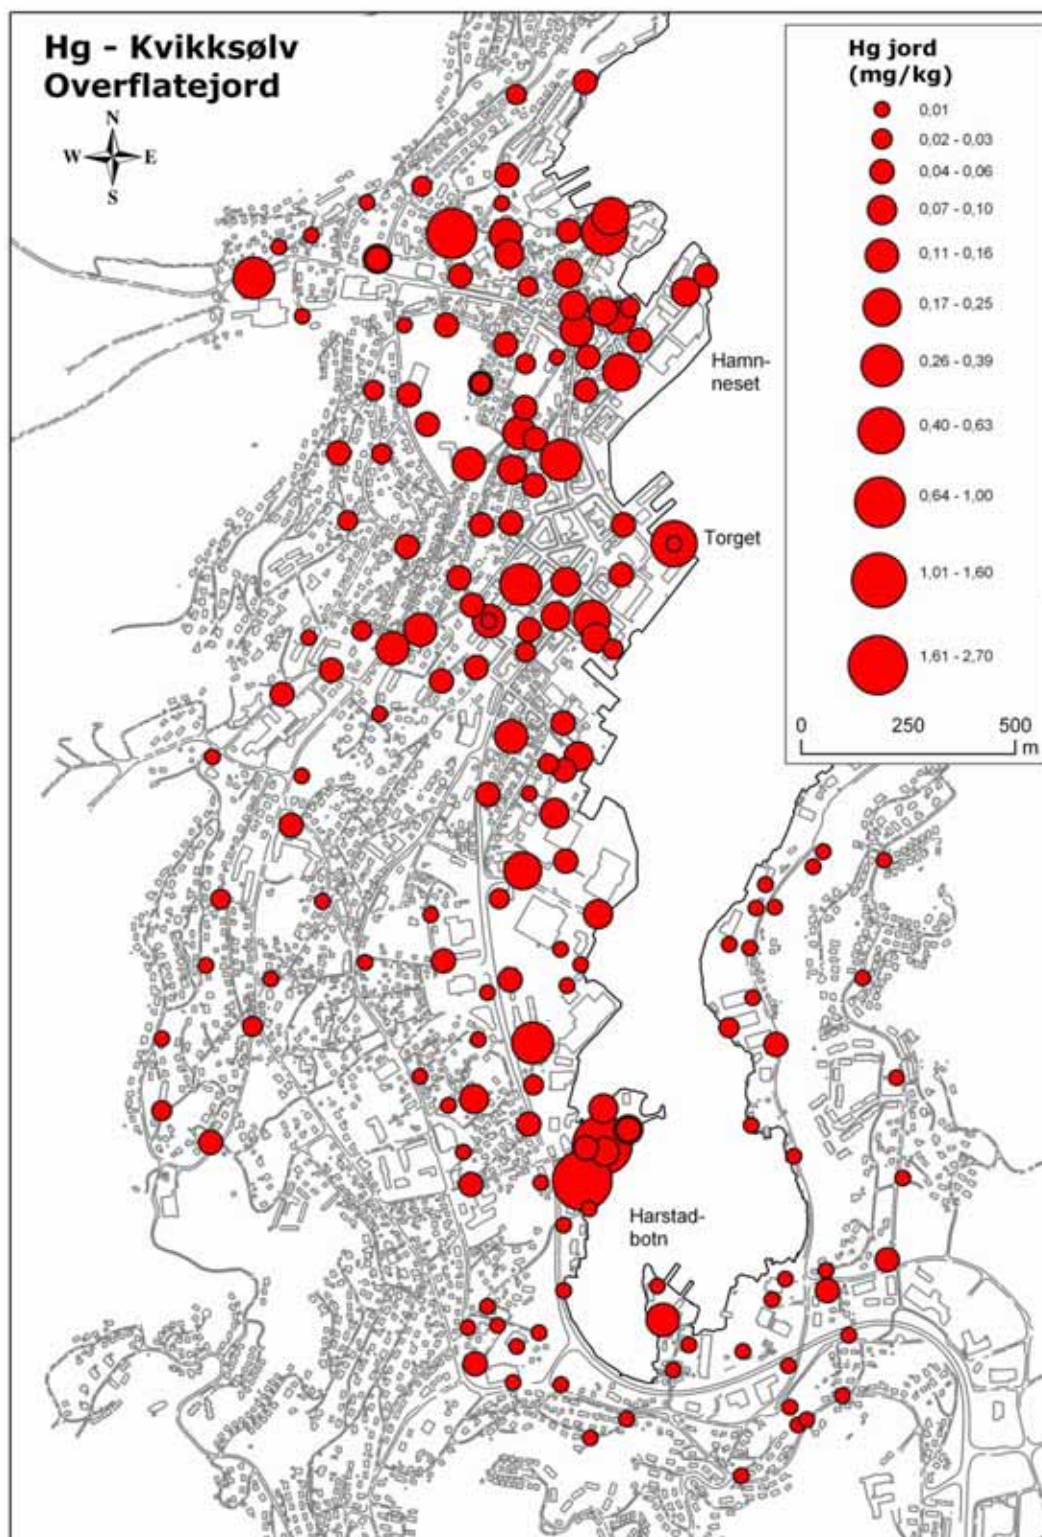 Hg - Kvikksølv
Overflatejord
N
W E
S
Hg jord
(mg/kg)
0,01
0,02 - 0,03
0,04 - 0,06
0,07 - 0,10
0,11 - 0,16
0,17 - 0,25
0,26 - 0,39
0,40 - 0,63
0,64 - 1,00
1,01 - 1,60
1,61 - 2,70
0 250 500
m
Hamn-
neset
Torget
Harstad-
botn